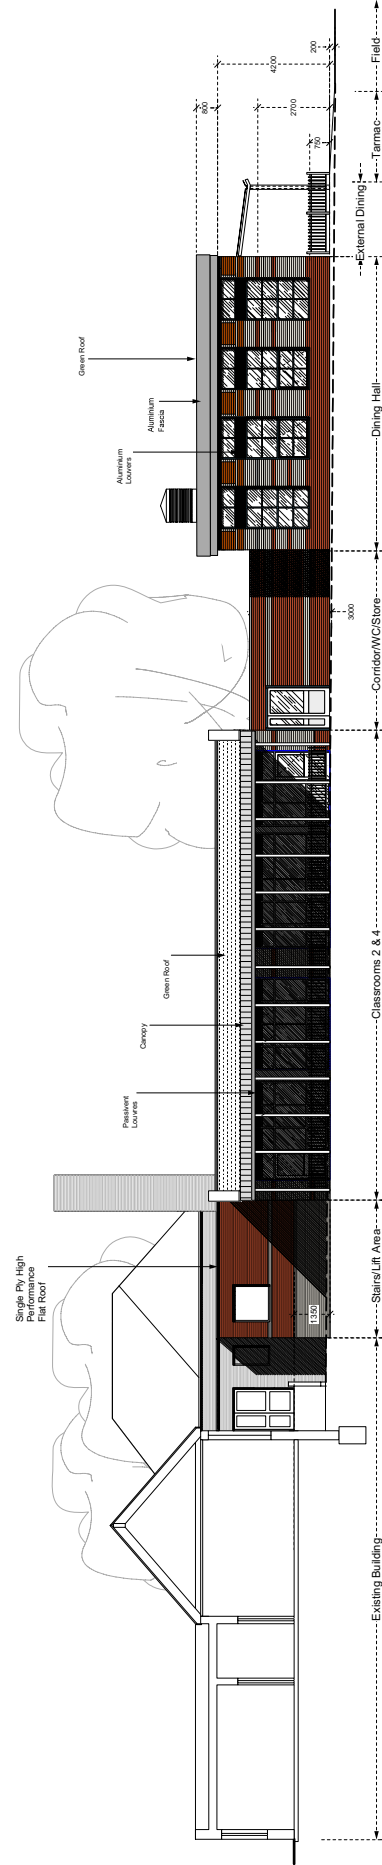 Single Ply High
Performance
Flat Roof
Passivent
Louvres
Canopy
Green Roof
Aluminium
Louvers
Aluminium
Fascia
Green Roof
800
4200
200
2700
750
3000
1350
Existing Building
Stairs/Lift Area
Classrooms 2 & 4
Corridor/WC/Store
Dining Hall
External Dining
Tarmac
Field